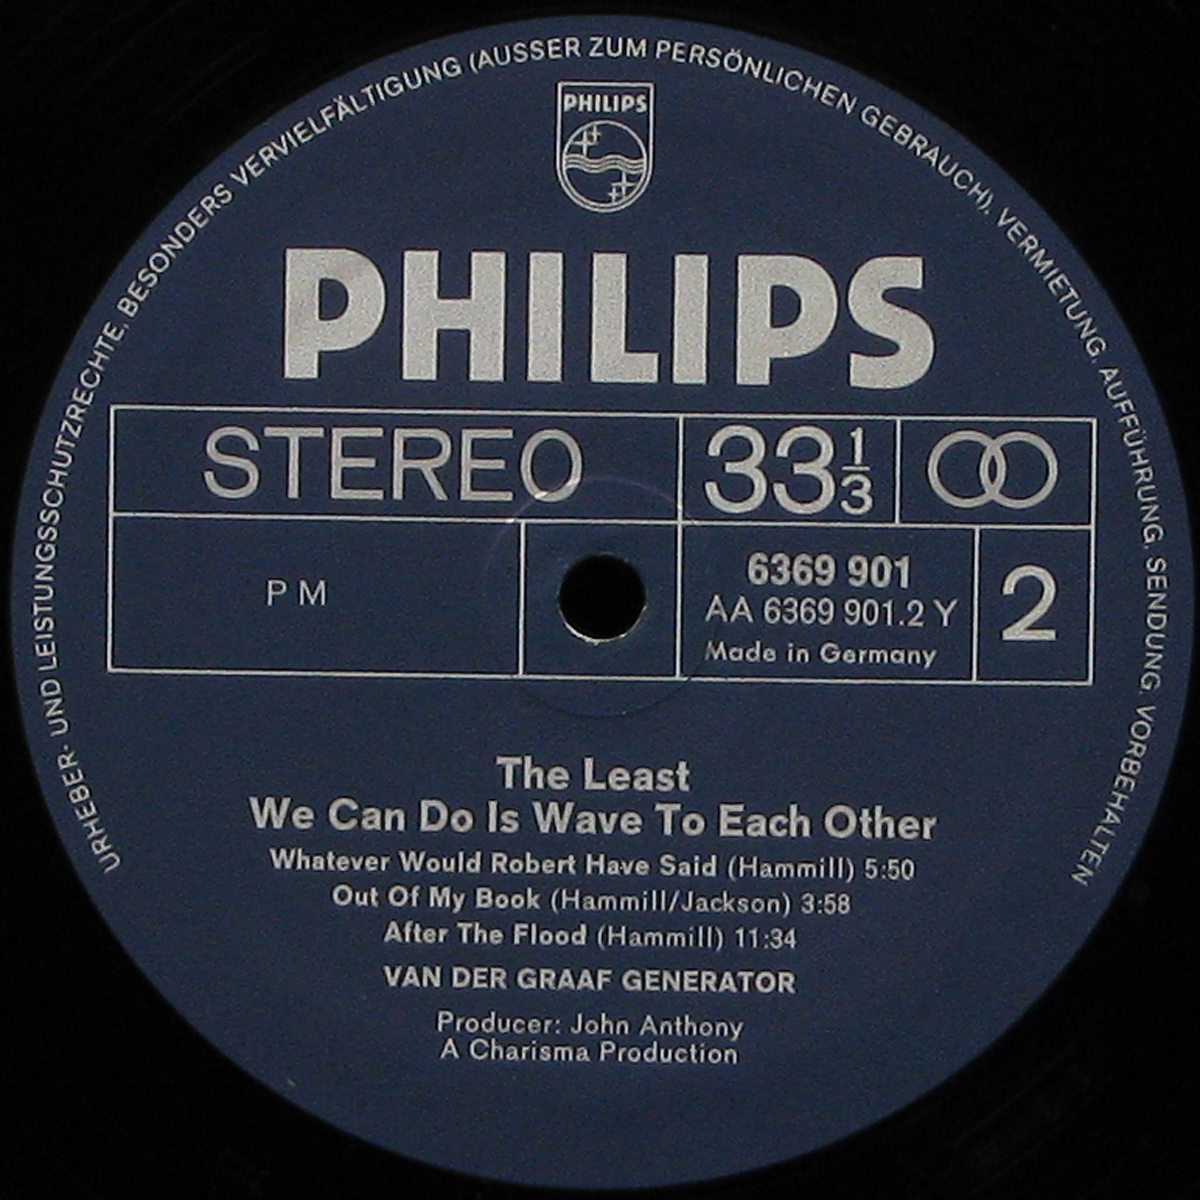 URHEBER- UND LEISTUNGSSCHUTZRECHTE, BESONDERS VERVIELFÄLTIGUNG (AUSSER ZUM PERSÖNLICHEN GEBRAUCH), VERMIETUNG, AUFFÜHRUNG, SENDUNG, VORBEHALTEN
PHILIPS
PHILIPS
STEREO
33 1/3
P M
6369 901
AA 6369 901.2 Y
Made in Germany
2
The Least
We Can Do Is Wave To Each Other
Whatever Would Robert Have Said (Hammill) 5:50
Out Of My Book (Hammill/Jackson) 3:58
After The Flood (Hammill) 11:34
VAN DER GRAAF GENERATOR
Producer: John Anthony
A Charisma Production